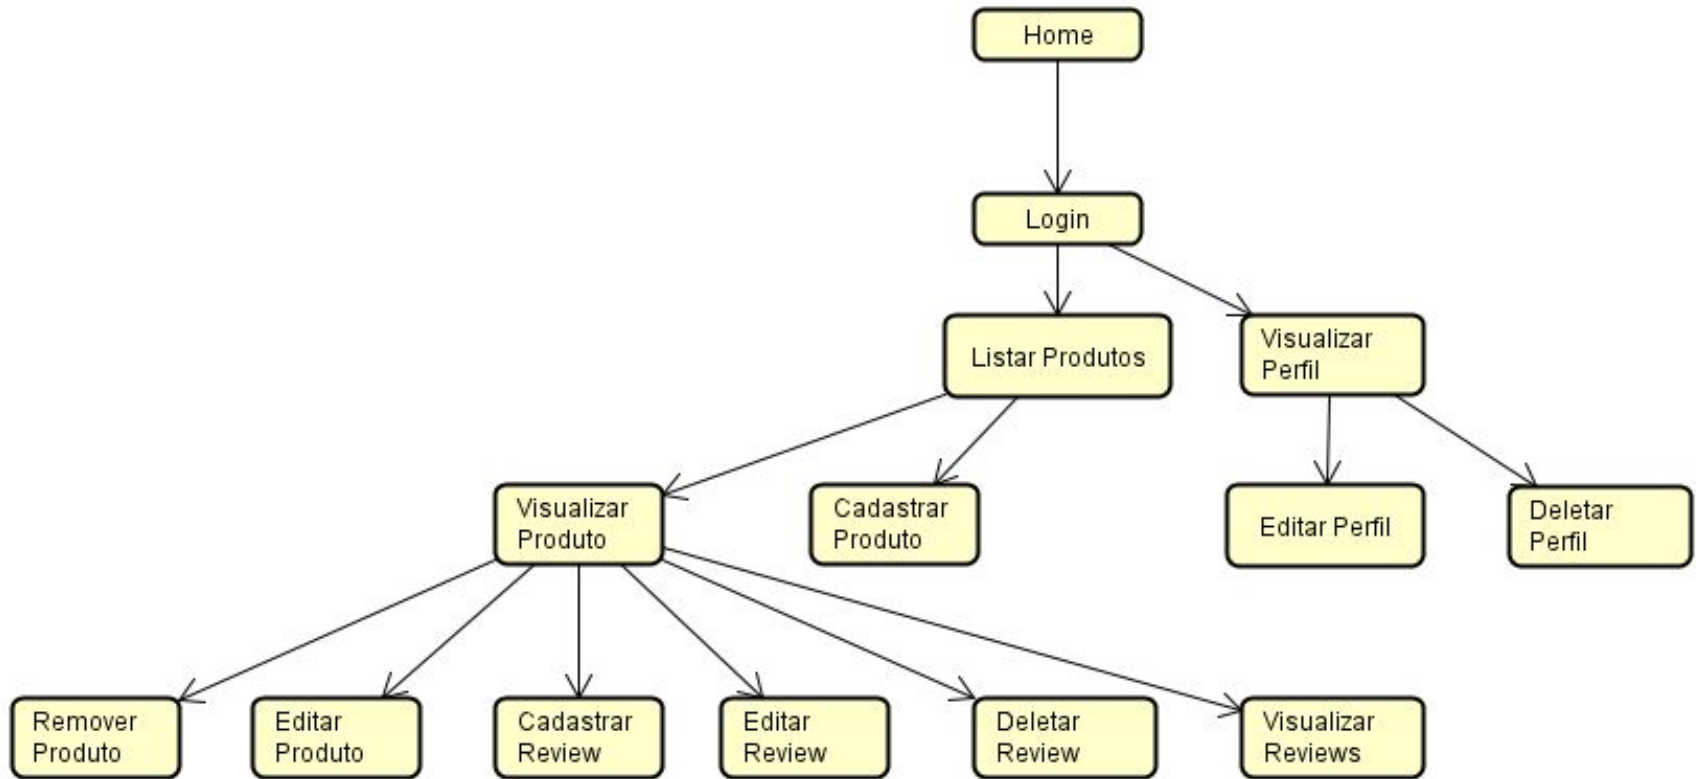 Home
Login
Listar Produtos
Visualizar
Perfil
Visualizar
Produto
Cadastrar
Produto
Editar Perfil
Deletar
Perfil
Remover
Produto
Editar
Produto
Cadastrar
Review
Editar
Review
Deletar
Review
Visualizar
Reviews